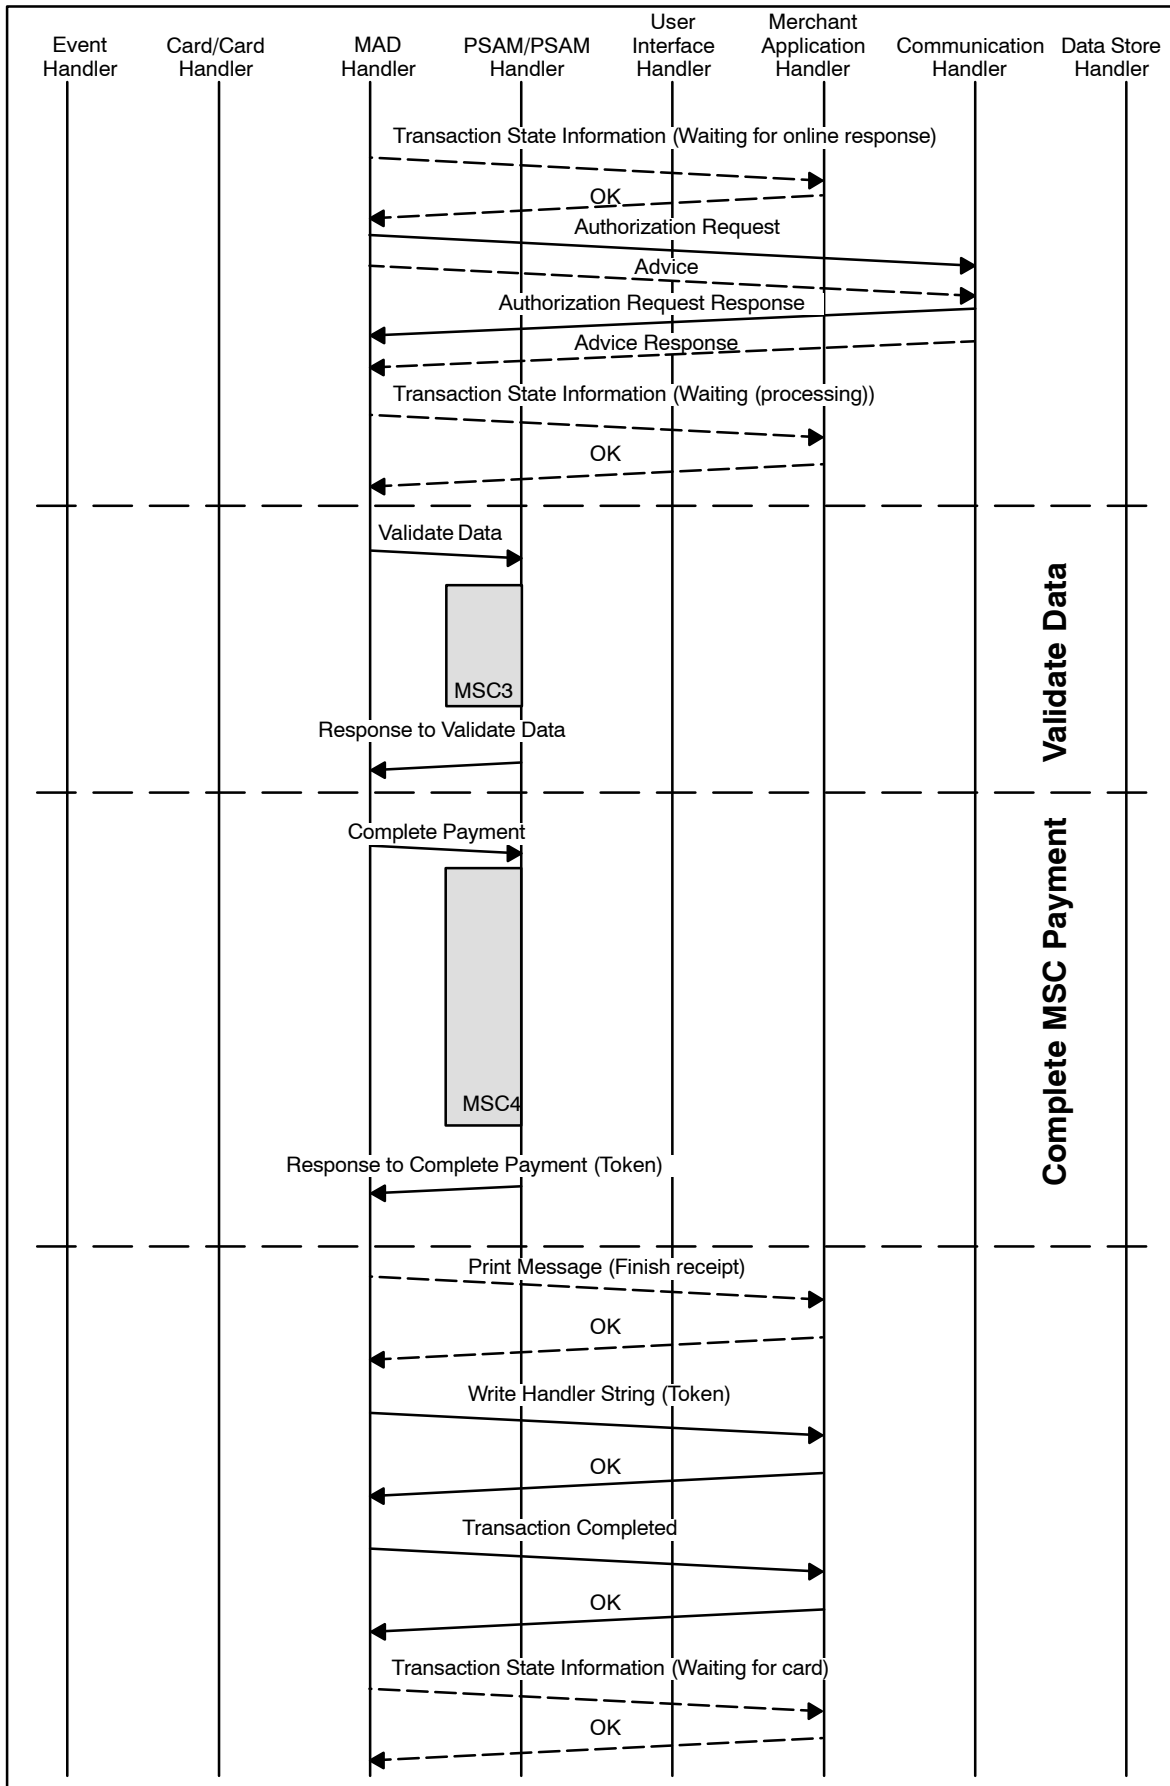 Event
Handler
Card/Card
Handler
MAD
Handler
PSAM/PSAM
Handler
User
Interface
Handler
Merchant
Application
Handler
Communication
Handler
Data Store
Handler
Transaction State Information (Waiting for online response)
OK
Authorization Request
Advice
Authorization Request Response
Advice Response
Transaction State Information (Waiting (processing))
OK
Validate Data
MSC3
Response to Validate Data
Validate Data
Complete Payment
MSC4
Response to Complete Payment (Token)
Complete MSC Payment
Print Message (Finish receipt)
OK
Write Handler String (Token)
OK
Transaction Completed
OK
Transaction State Information (Waiting for card)
OK